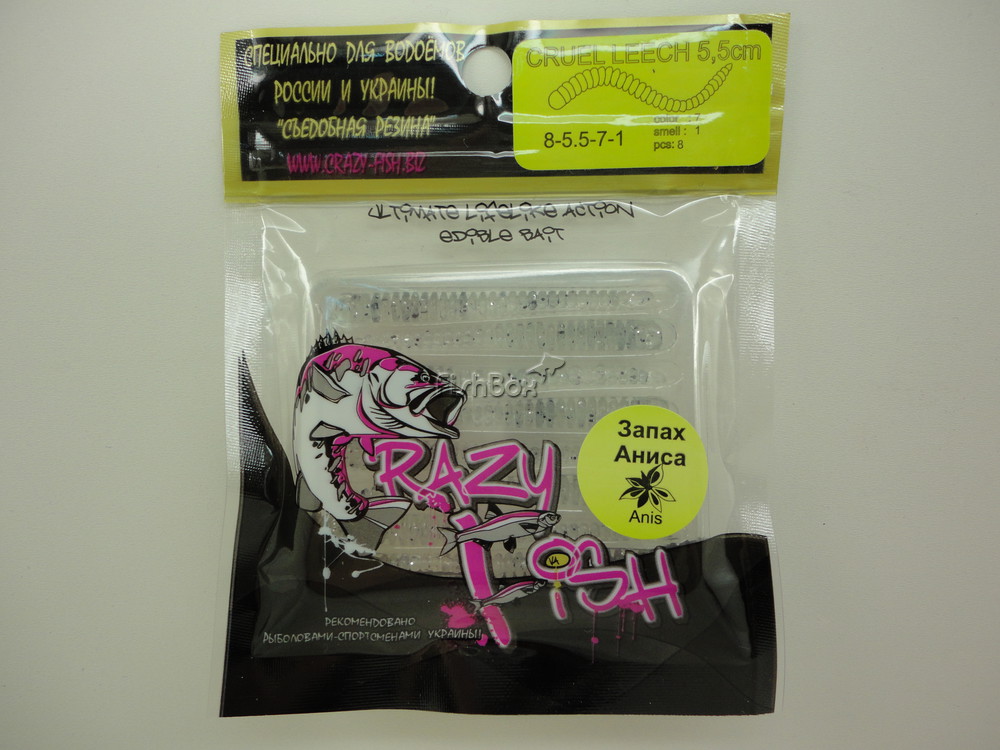 СПЕЦИАЛЬНО ДЛЯ ВОДОЁМОВ
РОССИИ И УКРАИНЫ!
"СЪЕДОБНАЯ РЕЗИНА"
WWW.CRAZY-FISH.BIZ
CRUEL LEECH 5,5cm
color : 7
8-5.5-7-1
smell : 1
pcs: 8
ULTIMATE LIFELIKE ACTION
EDIBLE BAIT
FishBox
CRAZY
FISH
UA
Запах
Аниса
Anis
РЕКОМЕНДОВАНО
РЫБОЛОВАМИ-СПОРТСМЕНАМИ УКРАИНЫ!